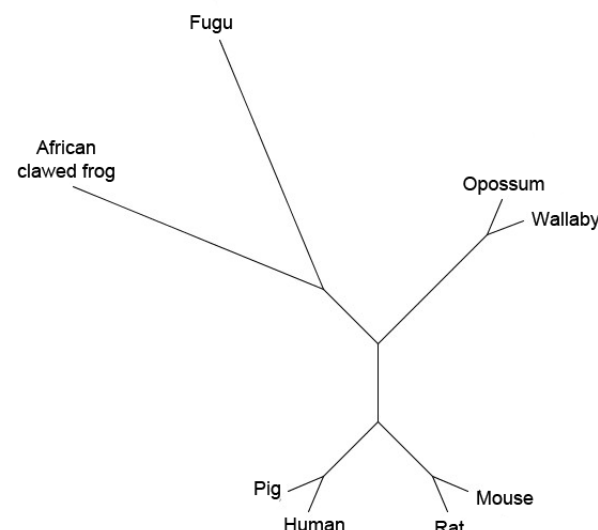 Fugu
African
clawed frog
Opossum
Wallaby
Pig
Mouse
Human
Rat